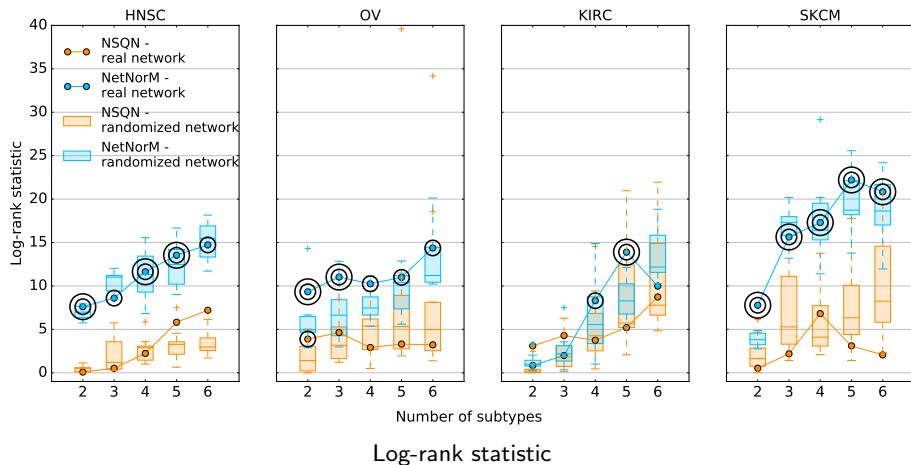 HNSC
OV
KIRC
SKCM
40
35
30
25
20
15
10
5
0
Log-rank statistic
NSQN -
real network
NetNorM -
real network
NSQN -
randomized network
NetNorM -
randomized network
2 3 4 5 6
2 3 4 5 6
2 3 4 5 6
2 3 4 5 6
Number of subtypes
Log-rank statistic